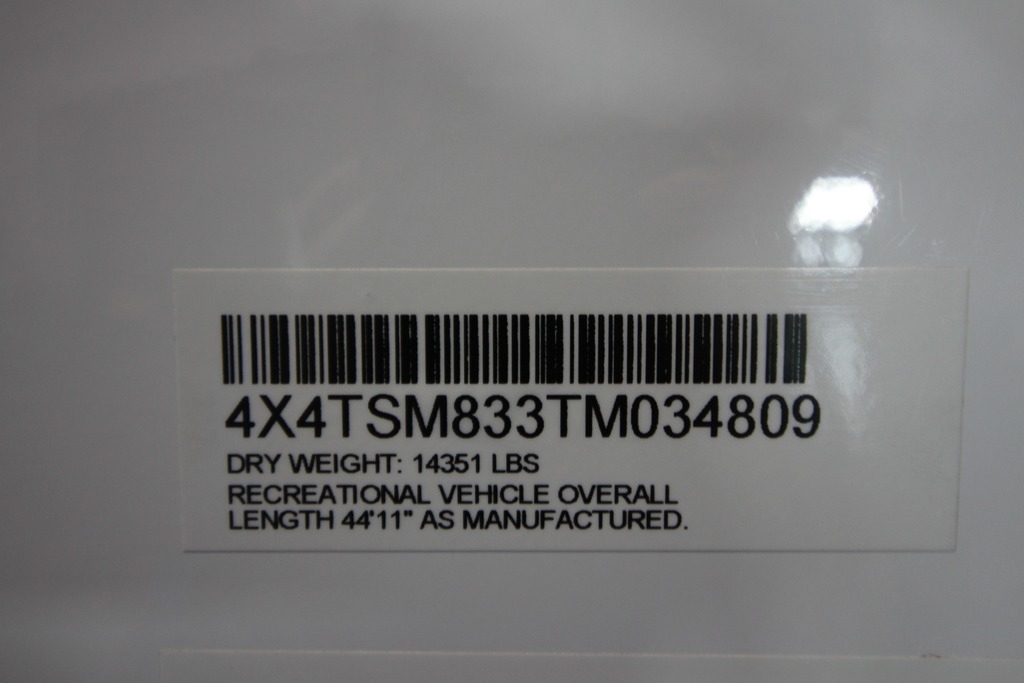 4X4TSM833TM034809
DRY WEIGHT: 14351 LBS
RECREATIONAL VEHICLE OVERALL
LENGTH 44'11" AS MANUFACTURED.